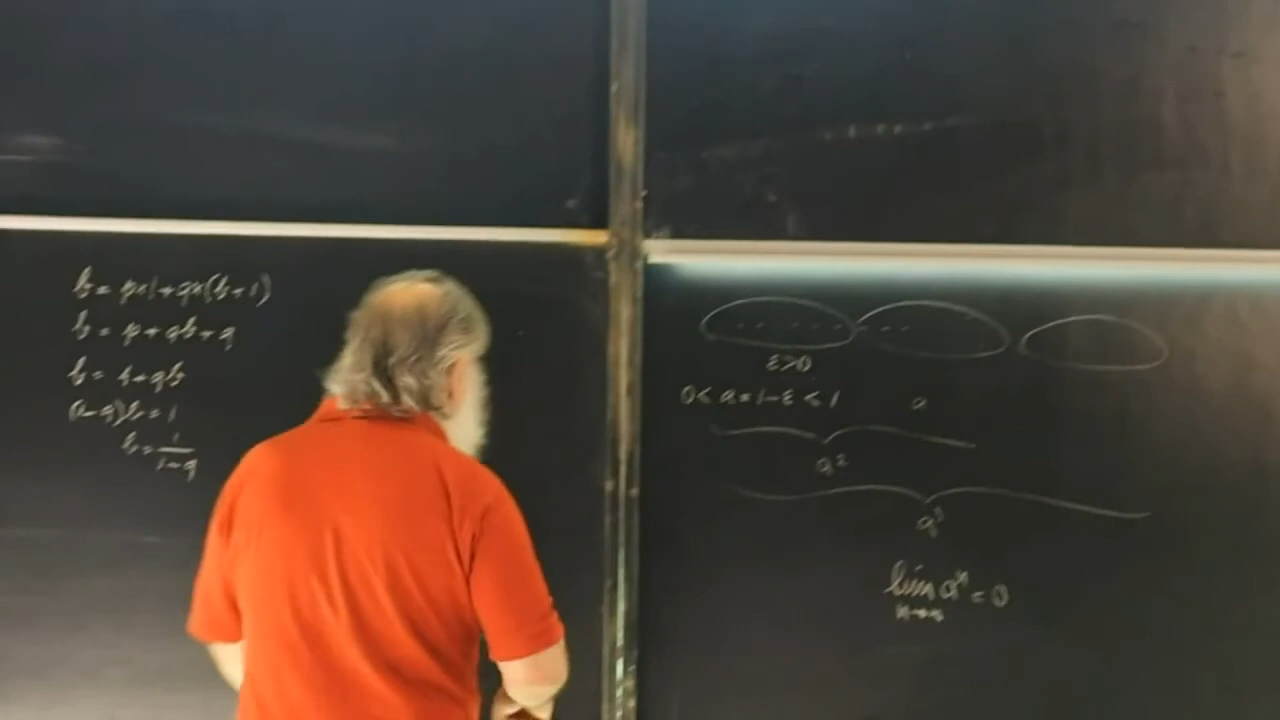 b = p×1+q×(b+1)
b = p+qb+q
b = 1+qb
(1-q)b = 1
b = 1/(1-q)
ε>0
0< a=1-ε < 1 a
a²
a³
lim aⁿ = 0
n→∞